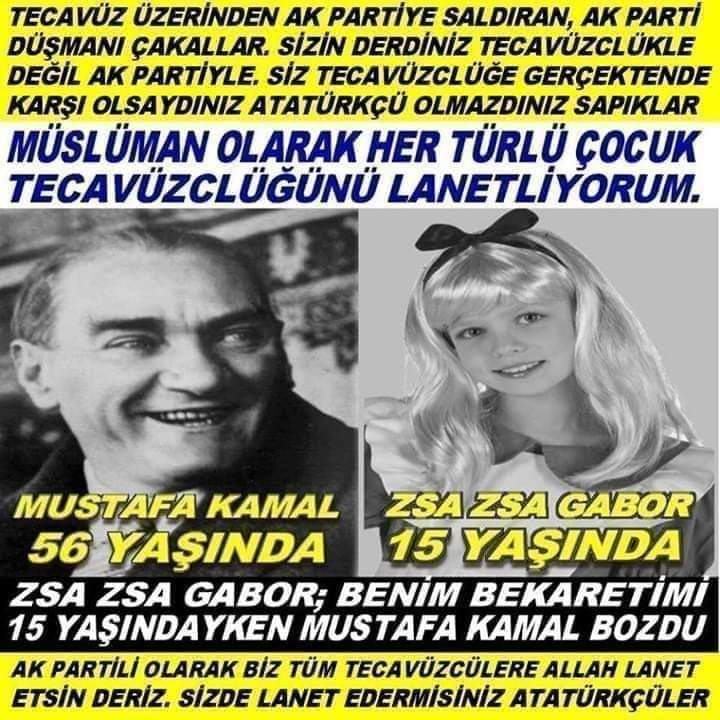 TECAVÜZ ÜZERİNDEN AK PARTİYE SALDIRAN, AK PARTİ
DÜŞMANI ÇAKALLAR. SİZİN DERDİNİZ TECAVÜZCLÜKLE
DEĞİL AK PARTİYLE. SİZ TECAVÜZCLÜĞE GERÇEKTENDE
KARŞI OLSAYDINIZ ATATÜRKÇÜ OLMAZDINIZ SAPIKLAR
MÜSLÜMAN OLARAK HER TÜRLÜ ÇOCUK
TECAVÜZCLÜĞÜNÜ LANETLİYORUM.
MUSTAFA KAMAL
56 YAŞINDA
ZSA ZSA GABOR
15 YAŞINDA
ZSA ZSA GABOR; BENİM BEKARETİMİ
15 YAŞINDAYKEN MUSTAFA KAMAL BOZDU
AK PARTİLİ OLARAK BİZ TÜM TECAVÜZCÜLERE ALLAH LANET
ETSİN DERİZ. SİZDE LANET EDERMİSİNİZ ATATÜRKÇÜLER